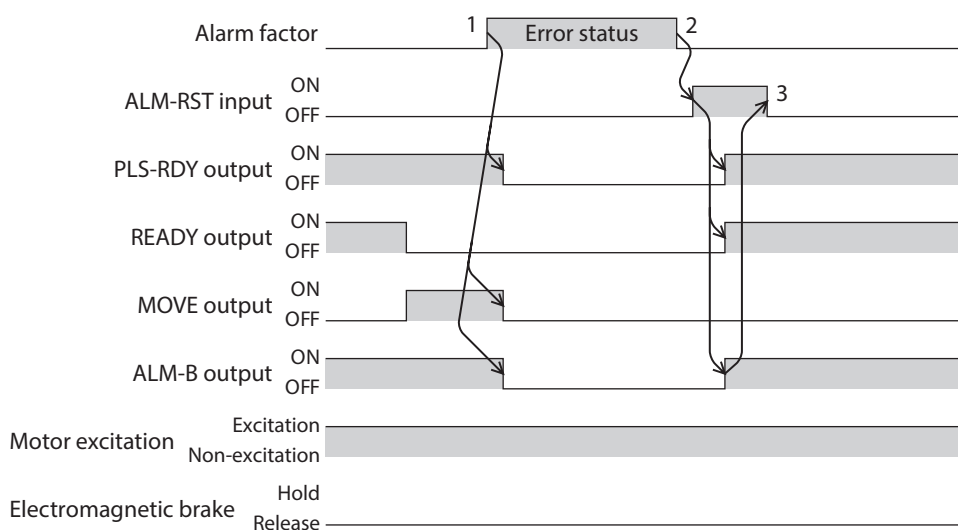 Alarm factor
1
Error status
2
ALM-RST input
ON
OFF
3
PLS-RDY output
ON
OFF
READY output
ON
OFF
MOVE output
ON
OFF
ALM-B output
ON
OFF
Motor excitation
Excitation
Non-excitation
Electromagnetic brake
Hold
Release